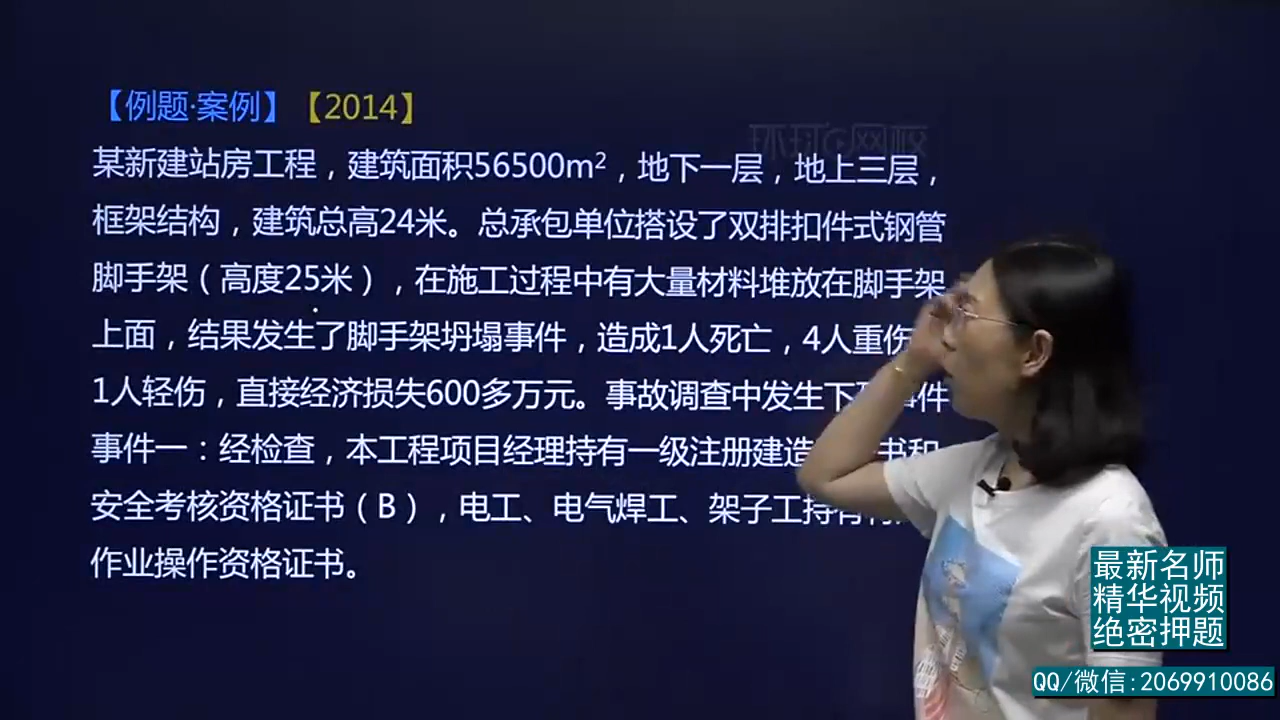 【例题·案例】【2014】
环球网校
某新建站房工程，建筑面积56500m²，地下一层，地上三层，
框架结构，建筑总高24米。总承包单位搭设了双排扣件式钢管
脚手架（高度25米），在施工过程中有大量材料堆放在脚手架
上面，结果发生了脚手架坍塌事件，造成1人死亡，4人重伤
1人轻伤，直接经济损失600多万元。事故调查中发生下 事件
事件一：经检查，本工程项目经理持有一级注册建造 书和
安全考核资格证书（B），电工、电气焊工、架子工持有
作业操作资格证书。
最新名师
精华视频
绝密押题
QQ/微信:2069910086